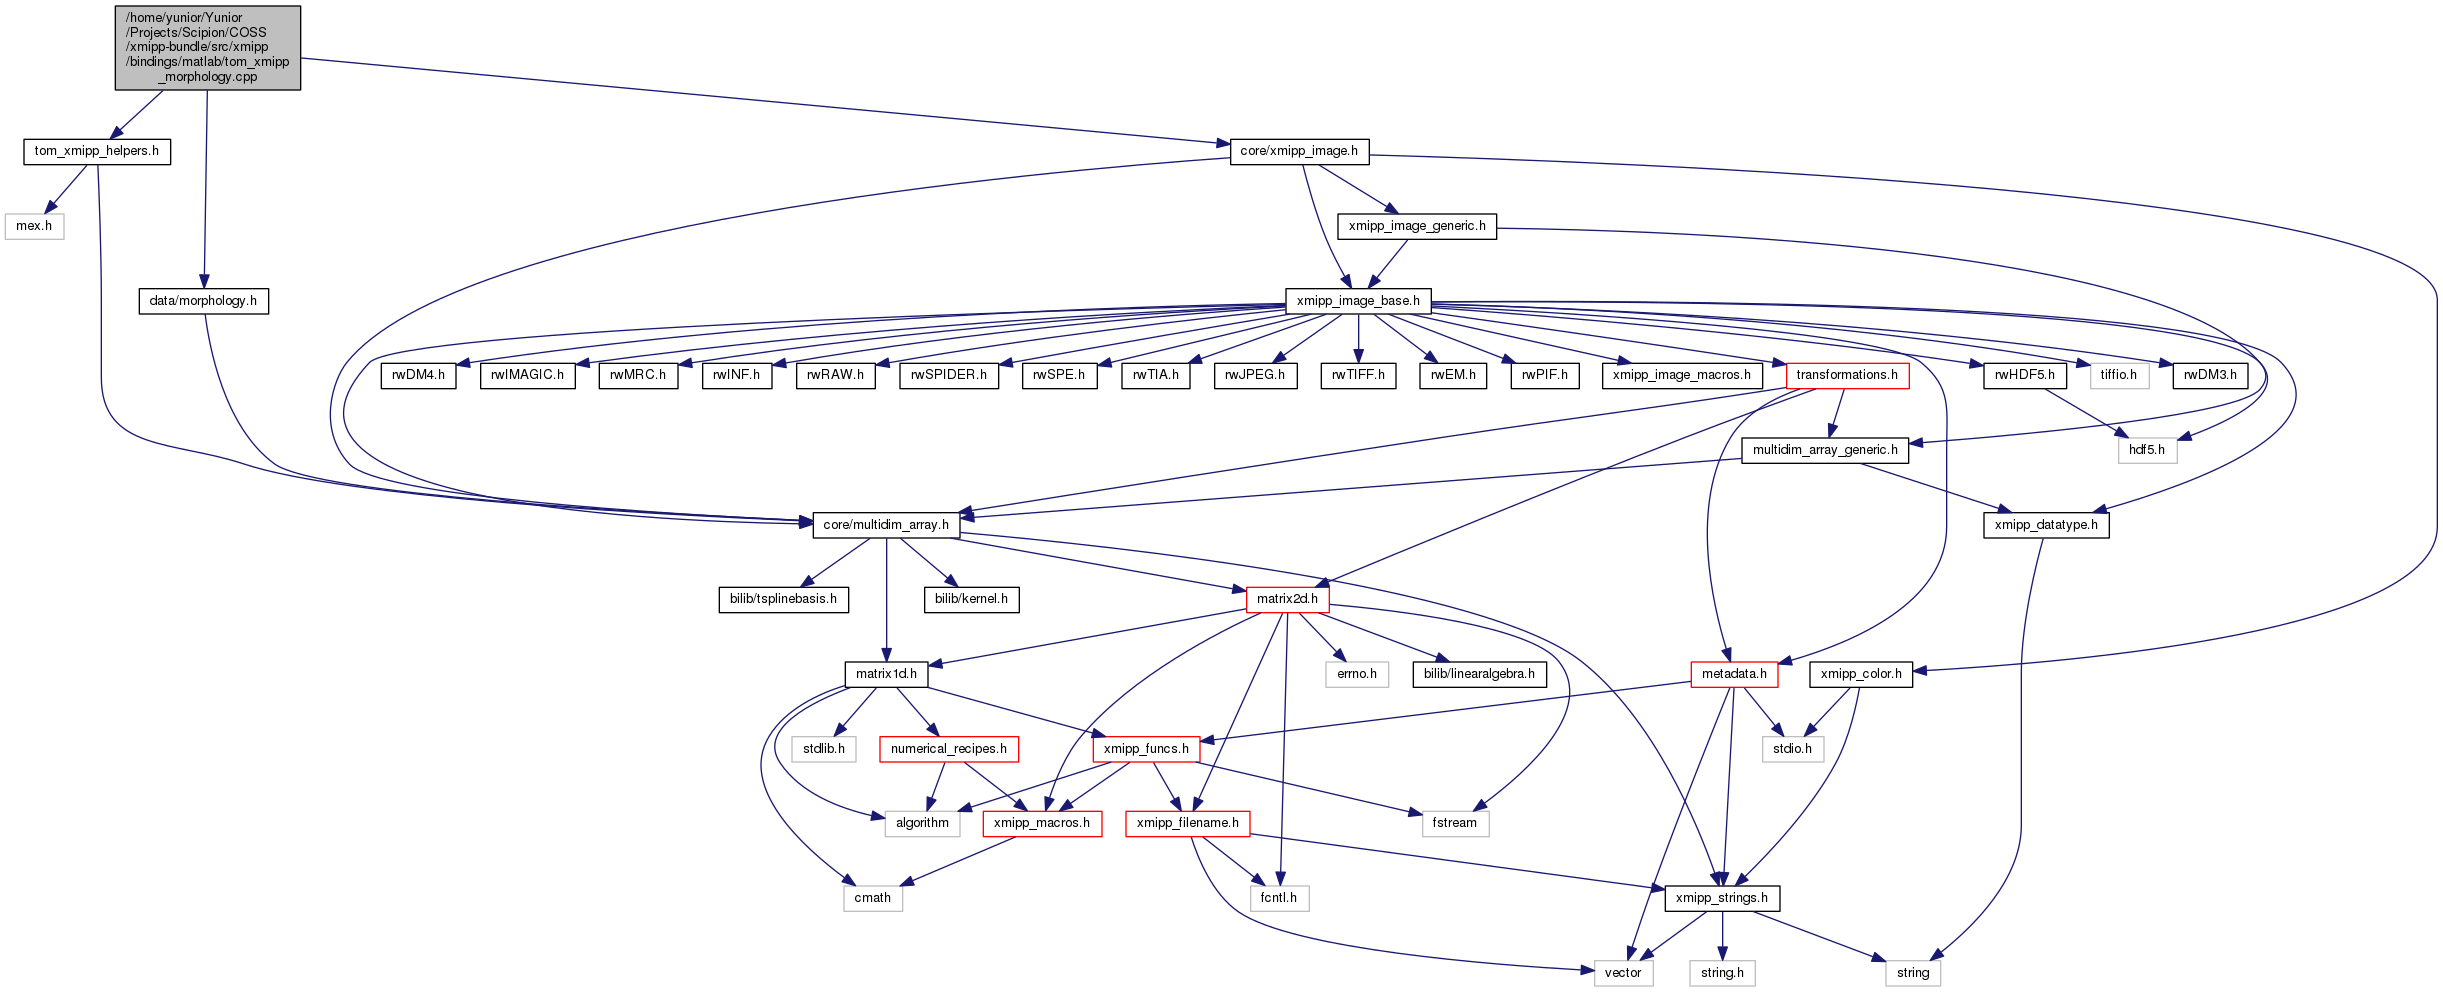 /home/yunior/Yunior
/Projects/Scipion/COSS
/xmipp-bundle/src/xmipp
/bindings/matlab/tom_xmipp
_morphology.cpp
tom_xmipp_helpers.h
core/xmipp_image.h
mex.h
xmipp_image_generic.h
data/morphology.h
xmipp_image_base.h
rwDM4.h
rwIMAGIC.h
rwMRC.h
rwINF.h
rwRAW.h
rwSPIDER.h
rwSPE.h
rwTIA.h
rwJPEG.h
rwTIFF.h
rwEM.h
rwPIF.h
xmipp_image_macros.h
transformations.h
rwHDF5.h
tiffio.h
rwDM3.h
multidim_array_generic.h
hdf5.h
core/multidim_array.h
xmipp_datatype.h
bilib/tsplinebasis.h
bilib/kernel.h
matrix2d.h
matrix1d.h
errno.h
bilib/linearalgebra.h
metadata.h
xmipp_color.h
stdlib.h
numerical_recipes.h
xmipp_funcs.h
stdio.h
algorithm
xmipp_macros.h
xmipp_filename.h
fstream
cmath
fcntl.h
xmipp_strings.h
vector
string.h
string